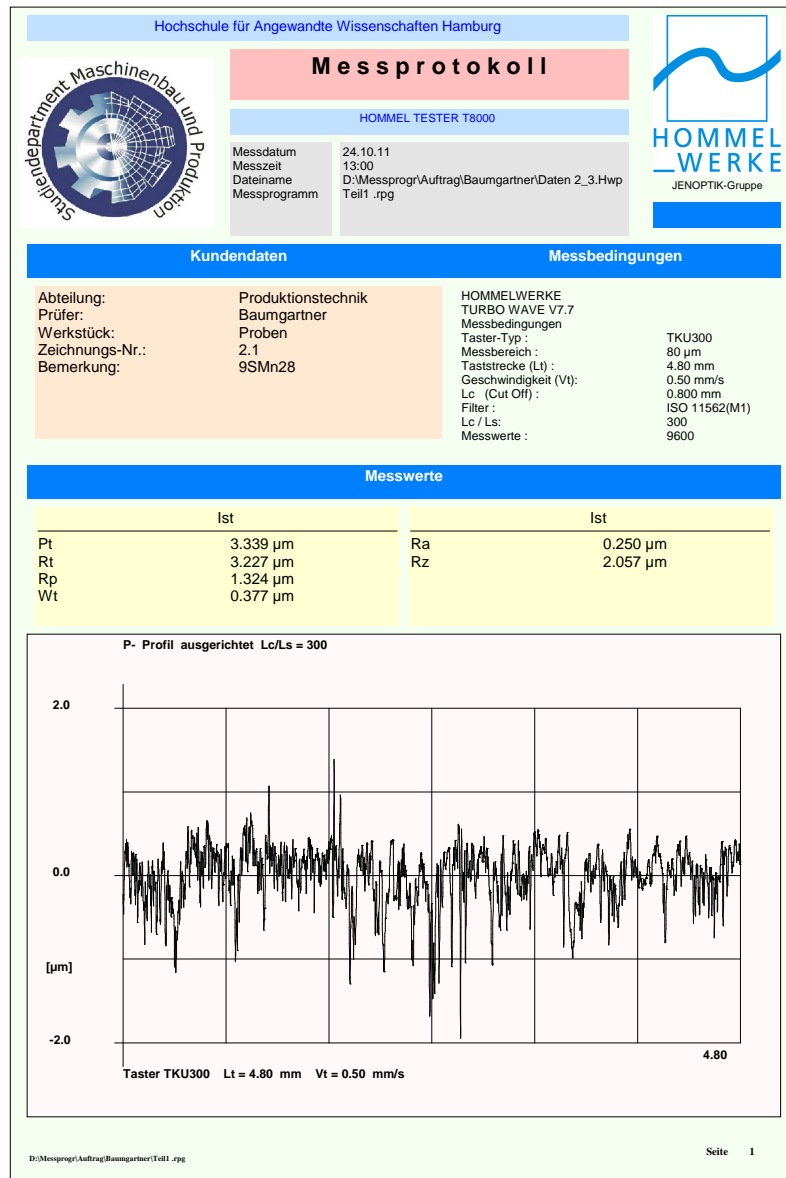 Hochschule für Angewandte Wissenschaften Hamburg
Studiendepartment Maschinenbau und Produktion
Messprotokoll
HOMMEL TESTER T8000
Messdatum 24.10.11
Messzeit 13:00
Dateiname D:\Messprogr\Auftrag\Baumgartner\Daten 2_3.Hwp
Messprogramm Teil1 .rpg
HOMMEL
WERKE
JENOPTIK-Gruppe
Kundendaten
Abteilung: Produktionstechnik
Prüfer: Baumgartner
Werkstück: Proben
Zeichnungs-Nr.: 2.1
Bemerkung: 9SMn28
Messbedingungen
HOMMELWERKE
TURBO WAVE V7.7
Messbedingungen
Taster-Typ : TKU300
Messbereich : 80 µm
Taststrecke (Lt) : 4.80 mm
Geschwindigkeit (Vt): 0.50 mm/s
Lc (Cut Off) : 0.800 mm
Filter : ISO 11562(M1)
Lc / Ls: 300
Messwerte : 9600
Messwerte
Ist
Pt 3.339 µm
Rt 3.227 µm
Rp 1.324 µm
Wt 0.377 µm
Ist
Ra 0.250 µm
Rz 2.057 µm
P- Profil ausgerichtet Lc/Ls = 300
2.0
0.0
[µm]
-2.0
4.80
Taster TKU300 Lt = 4.80 mm Vt = 0.50 mm/s
D:\Messprogr\Auftrag\Baumgartner\Teil1 .rpg
Seite 1